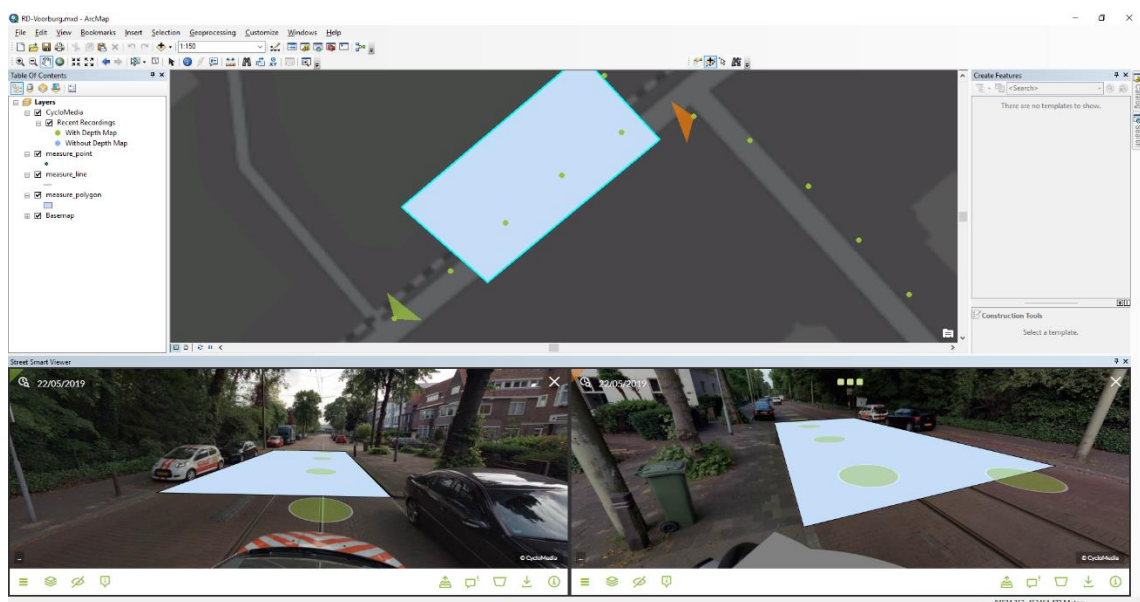 RD-Voorburg.mxd - ArcMap
File Edit View Bookmarks Insert Selection Geoprocessing Customize Windows Help
1:150
Table Of Contents
Create Features
Layers
CycloMedia
Recent Recordings
With Depth Map
Without Depth Map
measure_point
measure_line
measure_polygon
Basemap
<Search>
There are no templates to show.
Catalog
Search
Construction Tools
Select a template.
Street Smart Viewer
22/05/2019
22/05/2019
© CycloMedia
© CycloMedia